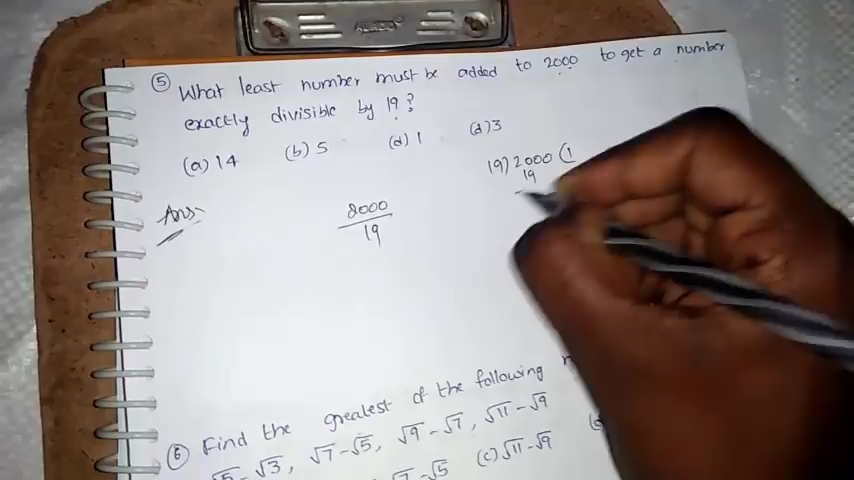 ⑤ What least number must be added to 2000 to get a number
exactly divisible by 19?
(a) 14 (b) 5 (d) 1 (d) 3
Ans:-
2000
19
19) 2000 (1
19
⑥ Find the greatest of the following
√5 - √3, √7 - √5, √9 - √7, √11 - √9
√7 - √5 (c) √11 - √9